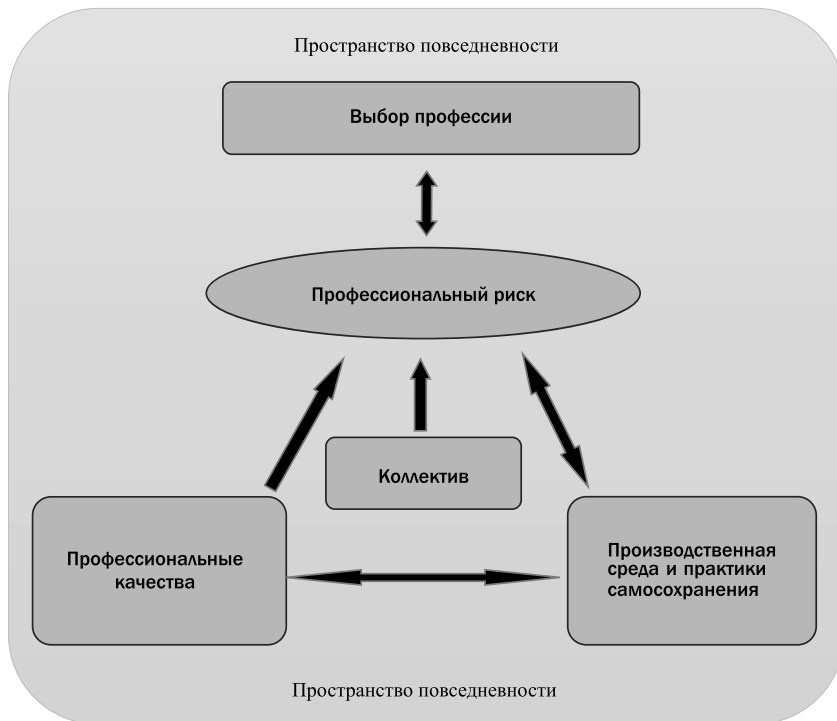 Пространство повседневности
Выбор профессии
Профессиональный риск
Коллектив
Профессиональные
качества
Производственная
среда и практики
самосохранения
Пространство повседневности